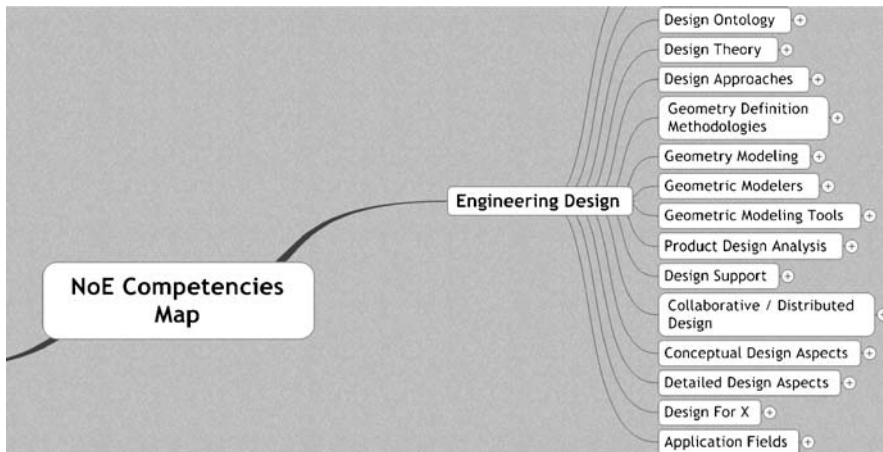 Design Ontology
Design Theory
Design Approaches
Geometry Definition
Methodologies
Geometry Modeling
Geometric Modelers
Engineering Design
Geometric Modeling Tools
Product Design Analysis
Design Support
NoE Competencies
Map
Collaborative / Distributed
Design
Conceptual Design Aspects
Detailed Design Aspects
Design For X
Application Fields